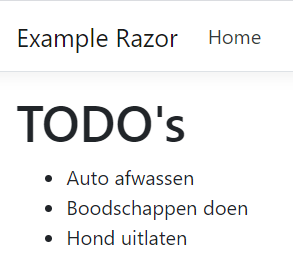 Example Razor Home
TODO's
Auto afwassen
Boodschappen doen
Hond uitlaten